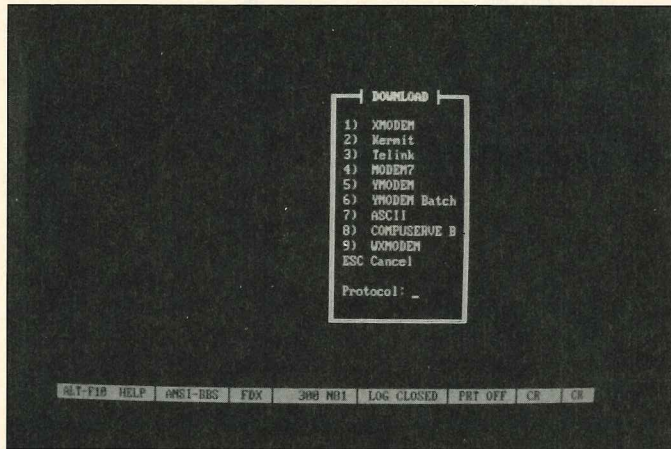 DOWNLOAD
1) XMODEM
2) Kermit
3) Telink
4) MODEM7
5) YMODEM
6) YMODEM Batch
7) ASCII
8) COMPUSERVE B
9) WXMODEM
ESC Cancel
Protocol: _
ALT-F10 HELP | ANSI-BBS | FDX | 300 N81 | LOG CLOSED | PRT OFF | CR | CR